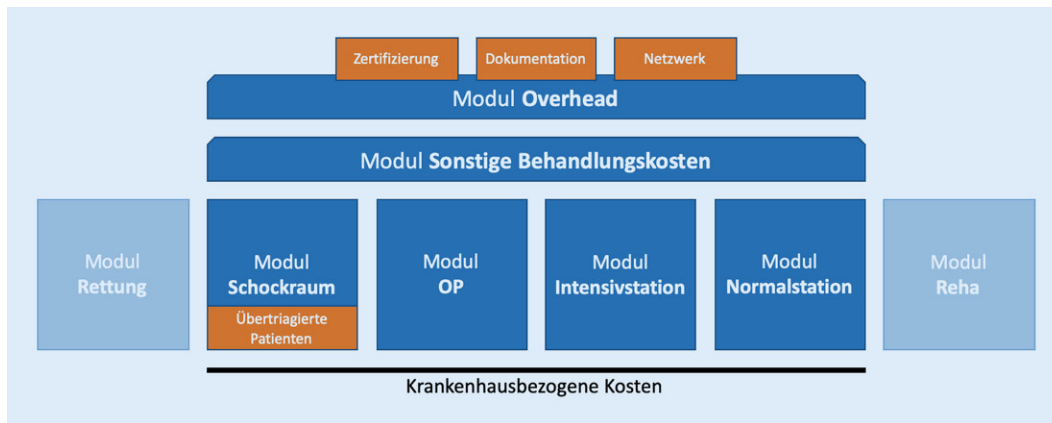 Zertifizierung
Dokumentation
Netzwerk
Modul Overhead
Modul Sonstige Behandlungskosten
Modul
Rettung
Modul
Schockraum
Übertriagierte
Patienten
Modul
OP
Modul
Intensivstation
Modul
Normalstation
Modul
Reha
Krankenhausbezogene Kosten